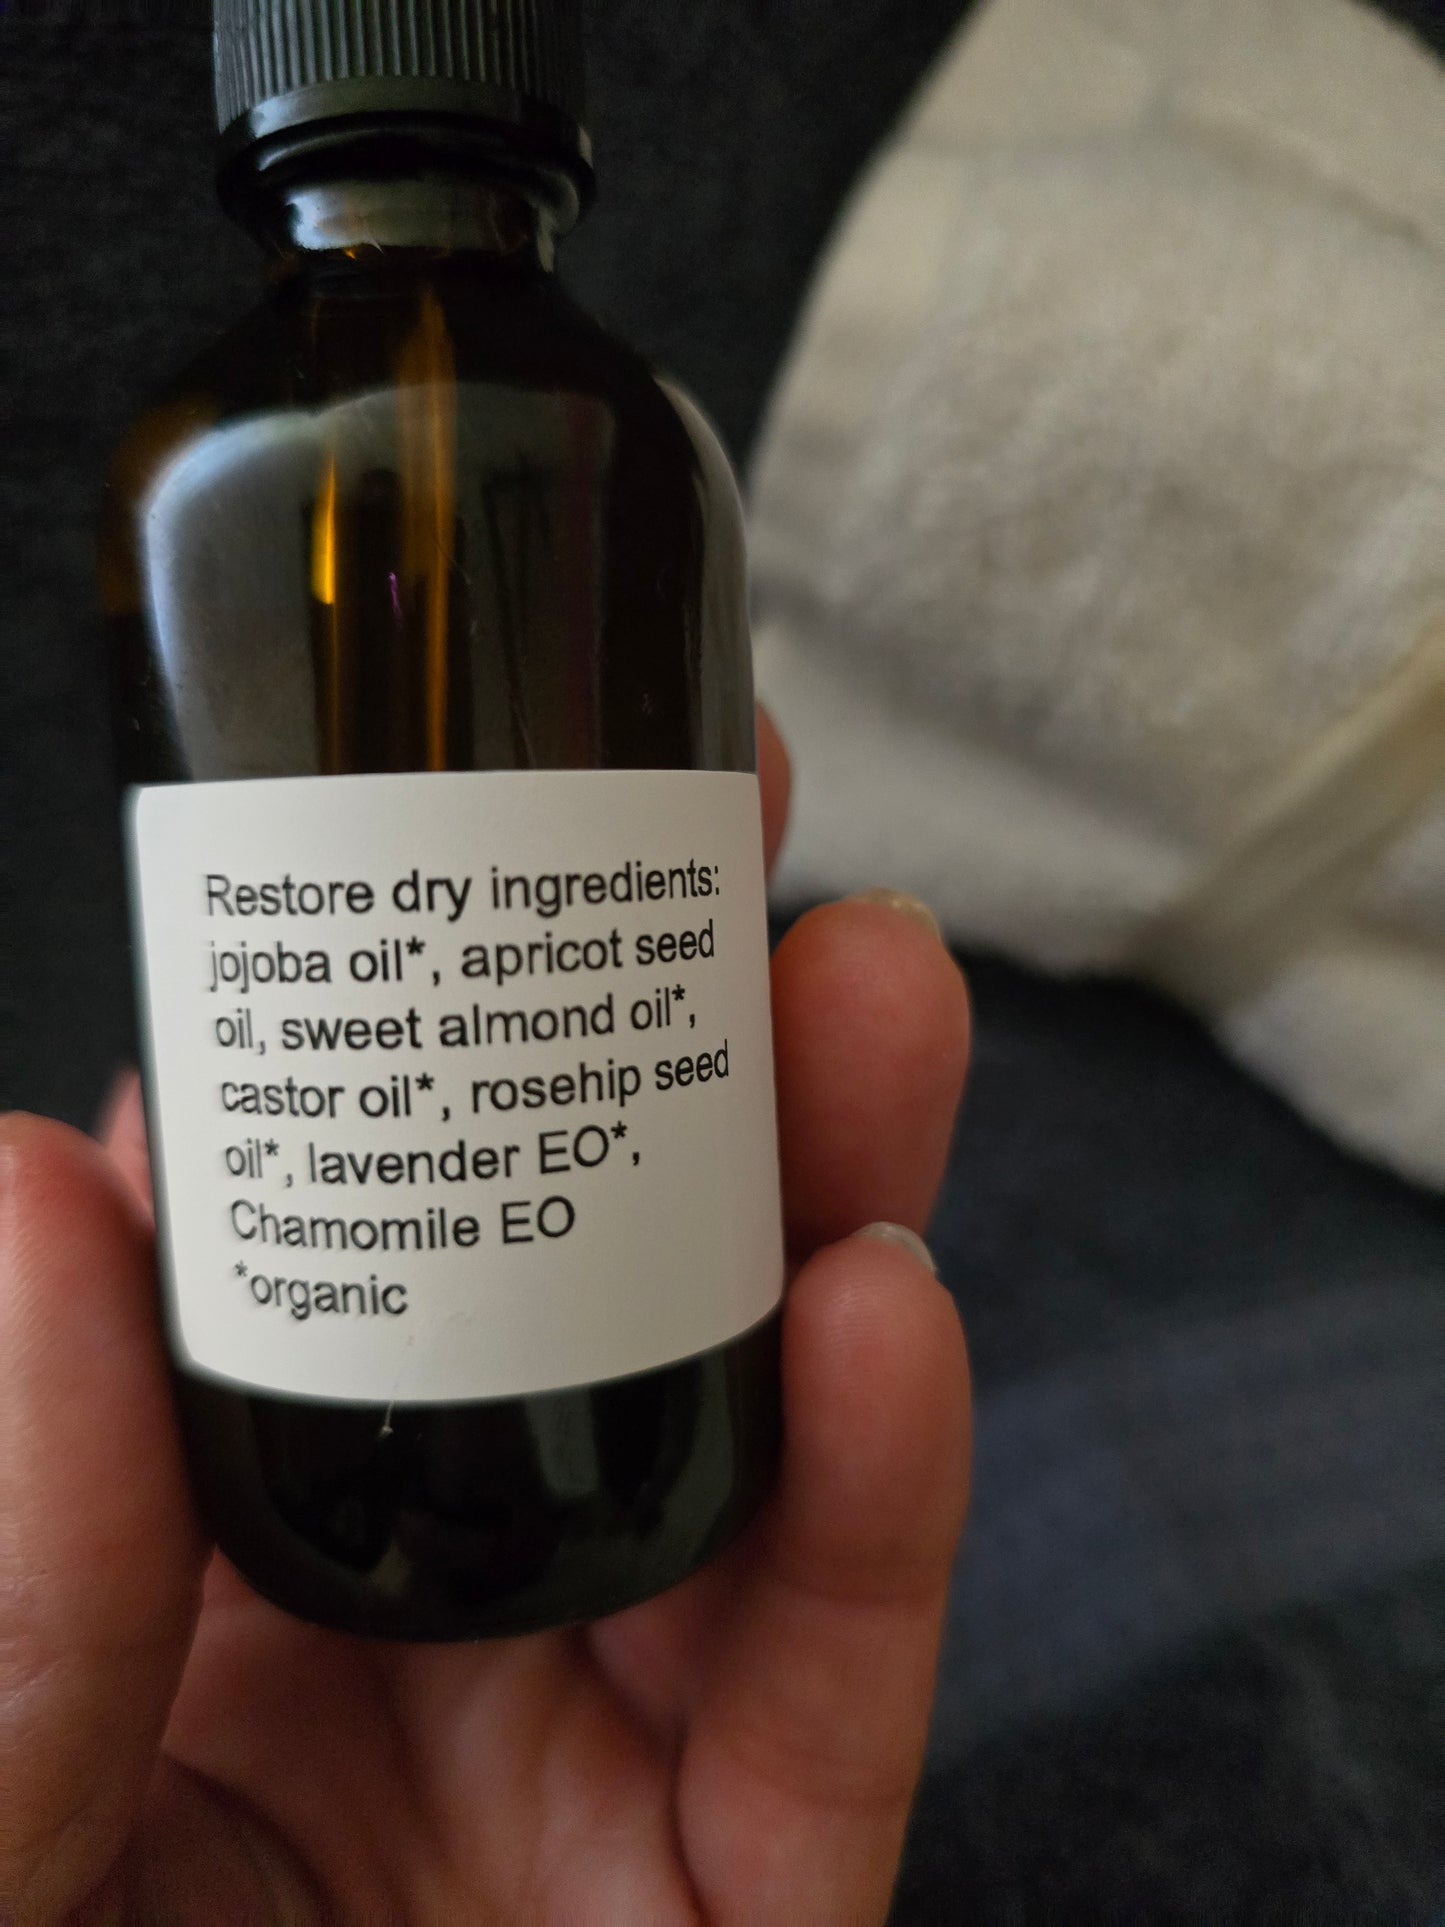 Restore dry ingredients:
jojoba oil*, apricot seed
oil, sweet almond oil*,
castor oil*, rosehip seed
oil*, lavender EO*,
Chamomile EO
*organic